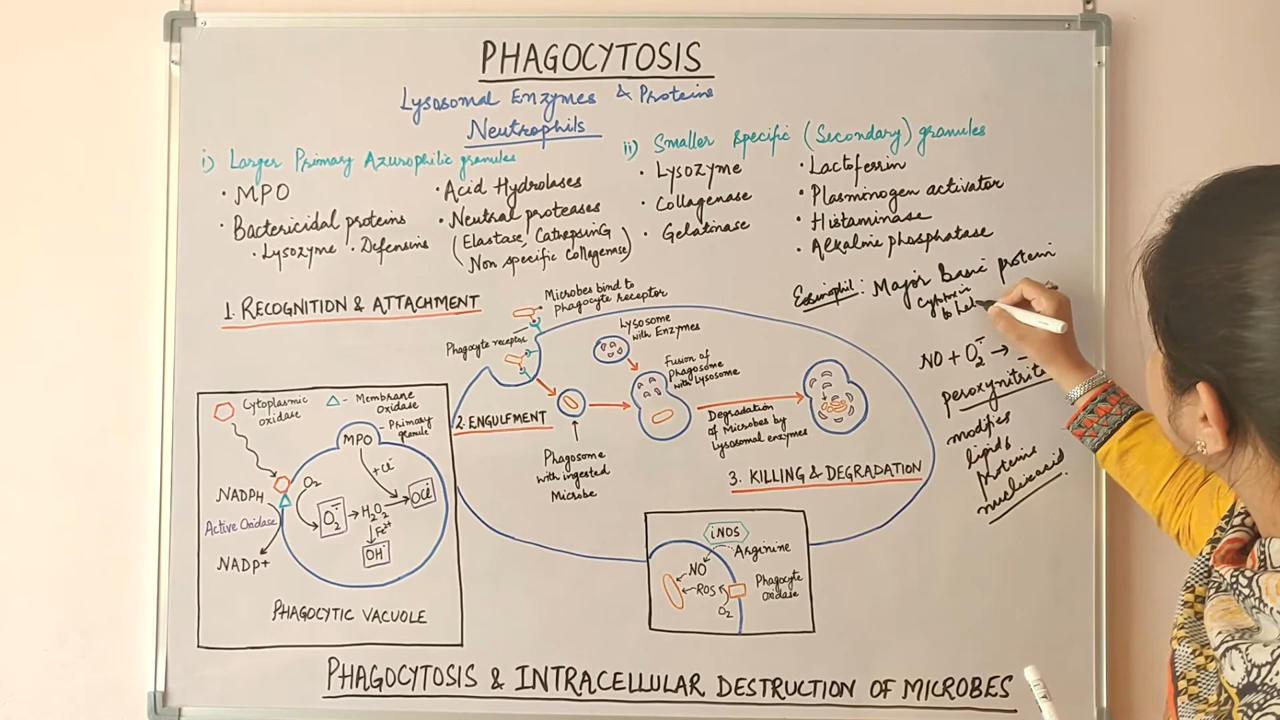 PHAGOCYTOSIS
Lysosomal Enzymes & Proteins
Neutrophils
i) Larger Primary Azurophilic granules
· MPO
· Bactericidal proteins
· Lysozyme · Defensins
· Acid Hydrolases
· Neutral proteases
(Elastase, Cathepsin G
Non specific Collagenase)
ii) Smaller Specific (Secondary) granules
· Lysozyme
· Collagenase
· Gelatinase
· Lactoferrin
· Plasminogen activator
· Histaminase
· Alkaline phosphatase
Eosinophil: Major Basic protein
Cytotoxic
to
NO + O2⁻ →
peroxynitrite
modifies
lipids
proteins
nucleic acid.
1. RECOGNITION & ATTACHMENT
Microbes bind to
phagocyte receptor
Phagocyte receptor
Lysosome
with Enzymes
Fusion of
Phagosome
with Lysosome
2. ENGULFMENT
Phagosome
with ingested
Microbe
Degradation
of Microbes by
Lysosomal enzymes
3. KILLING & DEGRADATION
Cytoplasmic
oxidase
- Membrane
Oxidase
- Primary
granule
MPO
+Cl⁻
NADPH
O2
Active Oxidase
O2⁻ → H2O2 → OCl⁻
Fe2+
OH·
NADP+
PHAGOCYTIC VACUOLE
iNOS
Arginine
NO
ROS
O2
Phagocyte
oxidase
PHAGOCYTOSIS & INTRACELLULAR DESTRUCTION OF MICROBES